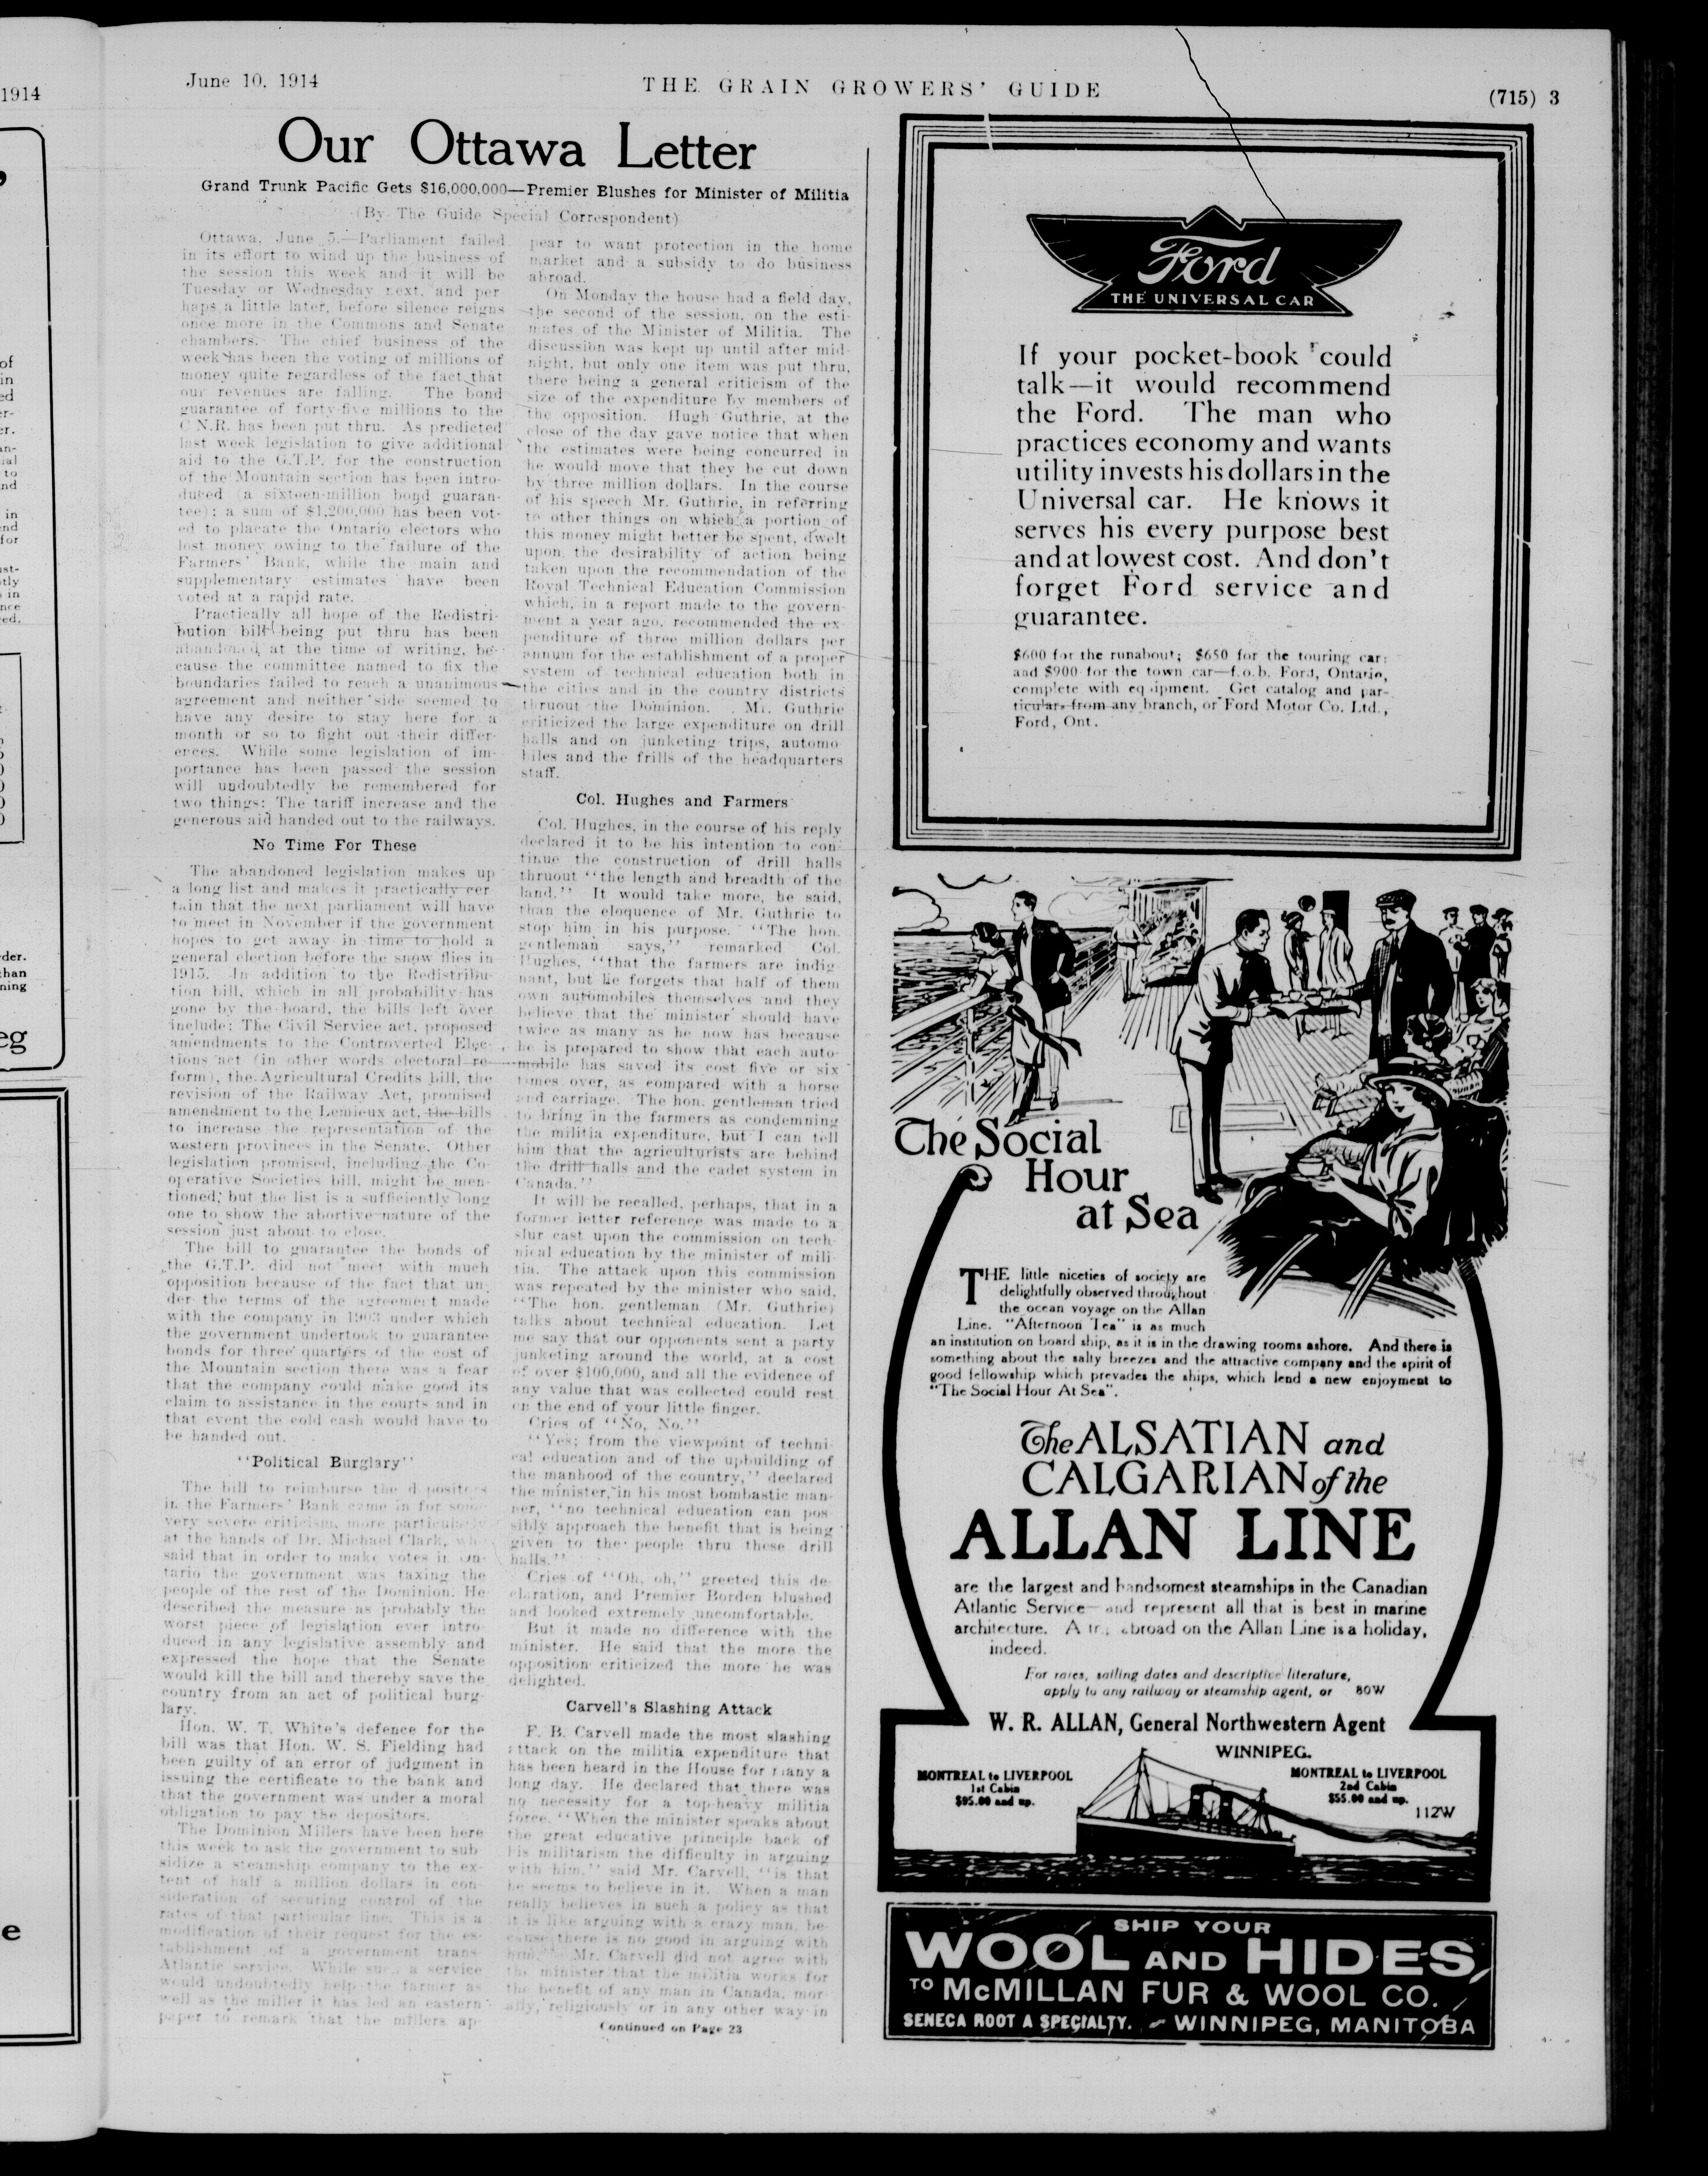 June 10, 1914
THE GRAIN GROWERS' GUIDE
(715) 3
1914
Our Ottawa Letter
Grand Trunk Pacific Gets $16,000,000—Premier Blushes for Minister of Militia
(By The Guide Special Correspondent)
Ottawa, June 5.—Parliament failed
in its effort to wind up the business of
the session this week and it will be
Tuesday or Wednesday next, and per
haps a little later, before silence reigns
once more in the Commons and Senate
chambers. The chief business of the
week has been the voting of millions of
money quite regardless of the fact that
our revenues are falling. The bond
guarantee of forty-five millions to the
C.N.R. has been put thru. As predicted
last week legislation to give additional
aid to the G.T.P. for the construction
of the Mountain section has been intro-
duced (a sixteen-million bond guaran-
tee); a sum of $1,200,000 has been vot-
ed to placate the Ontario electors who
lost money owing to the failure of the
Farmers' Bank, while the main and
supplementary estimates have been
voted at a rapid rate.
Practically all hope of the Redistri-
bution bill being put thru has been
abandoned at the time of writing, be-
cause the committee named to fix the
boundaries failed to reach a unanimous
agreement and neither side seemed to
have any desire to stay here for a
month or so to fight out their differ-
ences. While some legislation of im-
portance has been passed the session
will undoubtedly be remembered for
two things: The tariff increase and the
generous aid handed out to the railways.
No Time For These
The abandoned legislation makes up
a long list and makes it practically cer
tain that the next parliament will have
to meet in November if the government
hopes to get away in time to hold a
general election before the snow flies in
1915. In addition to the Redistribu-
tion bill, which in all probability has
gone by the board, the bills left over
include: The Civil Service act, proposed
amendments to the Controverted Elec-
tions act (in other words electoral re-
form), the Agricultural Credits bill, the
revision of the Railway Act, promised
amendment to the Lemieux act, the bills
to increase the representation of the
western provinces in the Senate. Other
legislation promised, including the Co-
operative Societies bill, might be men-
tioned, but the list is a sufficiently long
one to show the abortive nature of the
session just about to close.
The bill to guarantee the bonds of
the G.T.P. did not meet with much
opposition because of the fact that un
der the terms of the agreement made
with the company in 1903 under which
the government undertook to guarantee
bonds for three quarters of the cost of
the Mountain section there was a fear
that the company could make good its
claim to assistance in the courts and in
that event the cold cash would have to
be handed out.
"Political Burglary"
The bill to reimburse the depositors
in the Farmers' Bank came in for some
very severe criticism, more particularly
at the hands of Dr. Michael Clark, who
said that in order to make votes in On-
tario the government was taxing the
people of the rest of the Dominion. He
described the measure as probably the
worst piece of legislation ever intro-
duced in any legislative assembly and
expressed the hope that the Senate
would kill the bill and thereby save the
country from an act of political burg-
lary.
Hon. W. T. White's defence for the
bill was that Hon. W. S. Fielding had
been guilty of an error of judgment in
issuing the certificate to the bank and
that the government was under a moral
obligation to pay the depositors.
The Dominion Millers have been here
this week to ask the government to sub-
sidize a steamship company to the ex-
tent of half a million dollars in con-
sideration of securing control of the
rates of that particular line. This is a
modification of their request for the es-
tablishment of a government trans-
Atlantic service. While such a service
would undoubtedly help the farmer as
well as the miller it has led an eastern
paper to remark that the millers ap-
pear to want protection in the home
market and a subsidy to do business
abroad.
On Monday the house had a field day,
the second of the session, on the esti-
mates of the Minister of Militia. The
discussion was kept up until after mid-
night, but only one item was put thru,
there being a general criticism of the
size of the expenditure by members of
the opposition. Hugh Guthrie, at the
close of the day gave notice that when
the estimates were being concurred in
he would move that they be cut down
by three million dollars. In the course
of his speech Mr. Guthrie, in referring
to other things on which a portion of
this money might better be spent, dwelt
upon the desirability of action being
taken upon the recommendation of the
Royal Technical Education Commission
which, in a report made to the govern-
ment a year ago, recommended the ex-
penditure of three million dollars per
annum for the establishment of a proper
system of technical education both in
the cities and in the country districts
thruout the Dominion. Mr. Guthrie
criticized the large expenditure on drill
halls and on junketing trips, automo
biles and the frills of the headquarters
staff.
Col. Hughes and Farmers
Col. Hughes, in the course of his reply
declared it to be his intention to con-
tinue the construction of drill halls
thruout "the length and breadth of the
land." It would take more, he said,
than the eloquence of Mr. Guthrie to
stop him in his purpose. "The hon.
gentleman says," remarked Col.
Hughes, "that the farmers are indig-
nant, but he forgets that half of them
own automobiles themselves and they
believe that the minister should have
twice as many as he now has because
he is prepared to show that each auto-
mobile has saved its cost five or six
times over, as compared with a horse
and carriage. The hon. gentleman tried
to bring in the farmers as condemning
the militia expenditure, but I can tell
him that the agriculturists are behind
the drill halls and the cadet system in
Canada."
It will be recalled, perhaps, that in a
former letter reference was made to a
slur cast upon the commission on tech-
nical education by the minister of mili-
tia. The attack upon this commission
was repeated by the minister who said,
"The hon. gentleman (Mr. Guthrie)
talks about technical education. Let
me say that our opponents sent a party
junketing around the world, at a cost
of over $100,000, and all the evidence of
any value that was collected could rest
on the end of your little finger.
Cries of "No, No."
"Yes; from the viewpoint of techni-
cal education and of the upbuilding of
the manhood of the country," declared
the minister, in his most bombastic man-
ner, "no technical education can pos-
sibly approach the benefit that is being
given to the people thru these drill
halls."
Cries of "Oh, oh," greeted this de-
claration, and Premier Borden blushed
and looked extremely uncomfortable.
But it made no difference with the
minister. He said that the more the
opposition criticized the more he was
delighted.
Carvell's Slashing Attack
F. B. Carvell made the most slashing
attack on the militia expenditure that
has been heard in the House for many a
long day. He declared that there was
no necessity for a top-heavy militia
force. "When the minister speaks about
the great educative principle back of
his militarism the difficulty in arguing
with him," said Mr. Carvell, "is that
he seems to believe in it. When a man
really believes in such a policy as that
it is like arguing with a crazy man, be-
cause there is no good in arguing with
him." Mr. Carvell did not agree with
the minister that the militia works for
the benefit of any man in Canada, mor-
ally, religiously or in any other way in
Continued on Page 23
Ford
THE UNIVERSAL CAR
If your pocket-book could
talk—it would recommend
the Ford. The man who
practices economy and wants
utility invests his dollars in the
Universal car. He knows it
serves his every purpose best
and at lowest cost. And don't
forget Ford service and
guarantee.
$600 for the runabout; $650 for the touring car;
and $900 for the town car—f.o.b. Ford, Ontario,
complete with equipment. Get catalog and par-
ticulars from any branch, or Ford Motor Co. Ltd.,
Ford, Ont.
The Social
Hour
at Sea
THE little niceties of society are
delightfully observed throughout
the ocean voyage on the Allan
Line. "Afternoon Tea" is as much
an institution on board ship, as it is in the drawing rooms ashore. And there is
something about the salty breezes and the attractive company and the spirit of
good fellowship which prevades the ships, which lend a new enjoyment to
"The Social Hour At Sea".
The ALSATIAN and
CALGARIAN of the
ALLAN LINE
are the largest and handsomest steamships in the Canadian
Atlantic Service—and represent all that is best in marine
architecture. A trip abroad on the Allan Line is a holiday,
indeed.
For rates, sailing dates and descriptive literature,
apply to any railway or steamship agent, or 80W
W. R. ALLAN, General Northwestern Agent
WINNIPEG.
MONTREAL to LIVERPOOL
1st Cabin
$95.00 and up.
MONTREAL to LIVERPOOL
2nd Cabin
$55.00 and up.
112W
SHIP YOUR
WOOL AND HIDES
TO McMILLAN FUR & WOOL CO.
SENECA ROOT A SPECIALTY. WINNIPEG, MANITOBA